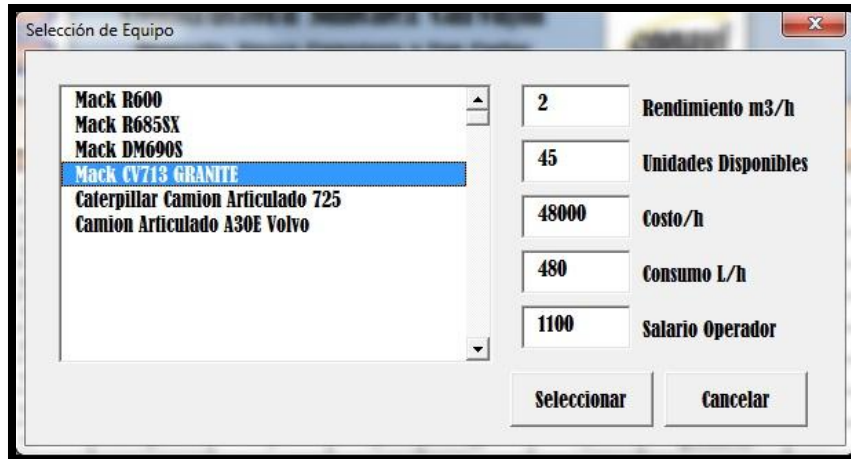 Selección de Equipo
Mack R600
Mack R685SX
Mack DM690S
Mack CV713 GRANITE
Caterpillar Camion Articulado 725
Camion Articulado A30E Volvo
2 Rendimiento m3/h
45 Unidades Disponibles
48000 Costo/h
480 Consumo L/h
1100 Salario Operador
Seleccionar Cancelar